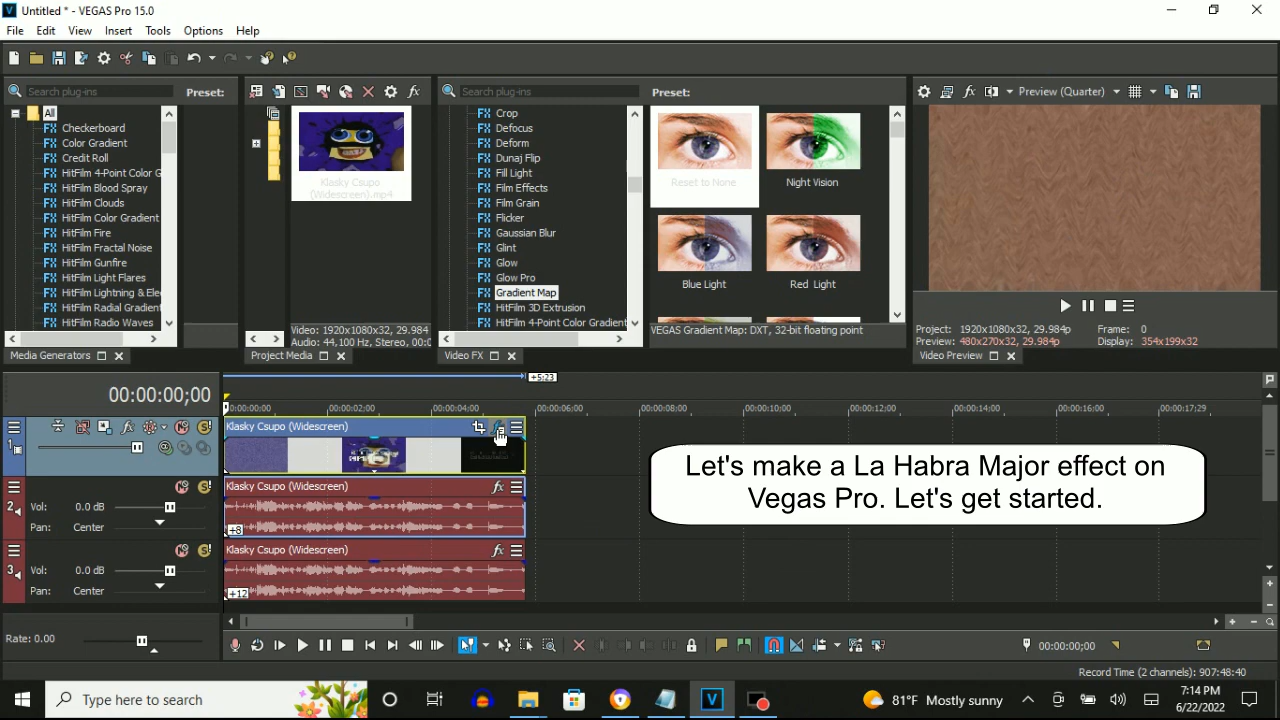 Untitled * - VEGAS Pro 15.0
File Edit View Insert Tools Options Help
Search plug-ins
Preset:
Search plug-ins
Preset:
Preview (Quarter)
All
Checkerboard
Color Gradient
Credit Roll
HitFilm 4-Point Color G
HitFilm Blood Spray
HitFilm Clouds
HitFilm Color Gradient
HitFilm Fire
HitFilm Fractal Noise
HitFilm Gunfire
HitFilm Light Flares
HitFilm Lightning & Ele
HitFilm Radial Gradient
HitFilm Radio Waves
Klasky Csupo
(Widescreen).mp4
Video: 1920x1080x32, 29.984
Audio: 44,100 Hz, Stereo, 00:0
Crop
Defocus
Deform
Dunaj Flip
Fill Light
Film Effects
Film Grain
Flicker
Gaussian Blur
Glint
Glow
Glow Pro
Gradient Map
HitFilm 3D Extrusion
HitFilm 4-Point Color Gradient
Reset to None
Night Vision
Blue Light
Red Light
VEGAS Gradient Map: DXT, 32-bit floating point
Project: 1920x1080x32, 29.984p
Frame: 0
Preview: 480x270x32, 29.984p
Display: 354x199x32
Media Generators
Project Media
Video FX
Video Preview
+5:23
00:00:00;00
00:00:00;00
00:00:02;00
00:00:04;00
00:00:06;00
00:00:08;00
00:00:10;00
00:00:12;00
00:00:14;00
00:00:16;00
00:00:17;29
1
Klasky Csupo (Widescreen)
Let's make a La Habra Major effect on
Vegas Pro. Let's get started.
2
Vol: 0.0 dB
Pan: Center
Klasky Csupo (Widescreen)
+8
3
Vol: 0.0 dB
Pan: Center
Klasky Csupo (Widescreen)
+12
Rate: 0.00
00:00:00;00
Record Time (2 channels): 907:48:40
Type here to search
81°F Mostly sunny
7:14 PM
6/22/2022